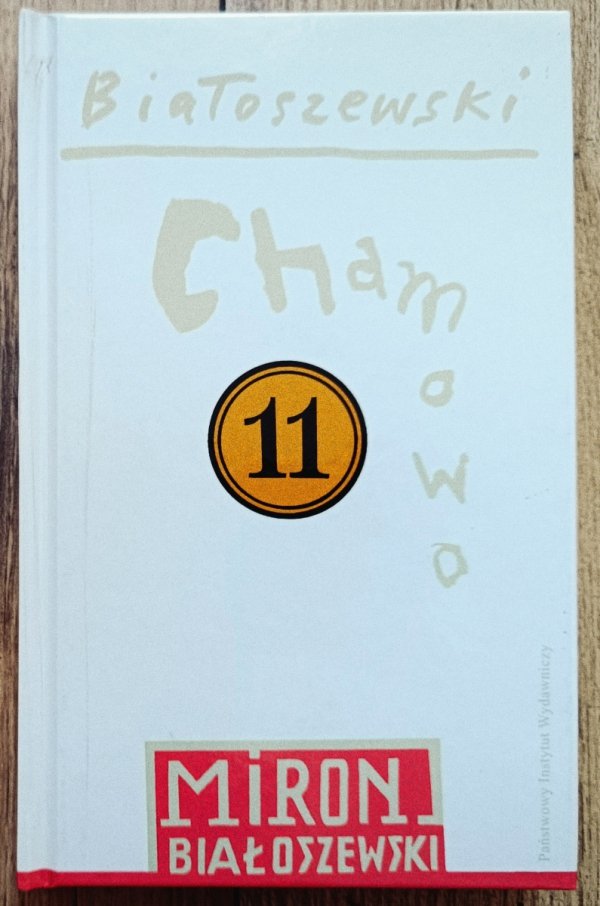 Białoszewski
Chamowo
11
Państwowy Instytut Wydawniczy
MiRON
BIAŁOSZEWSKI